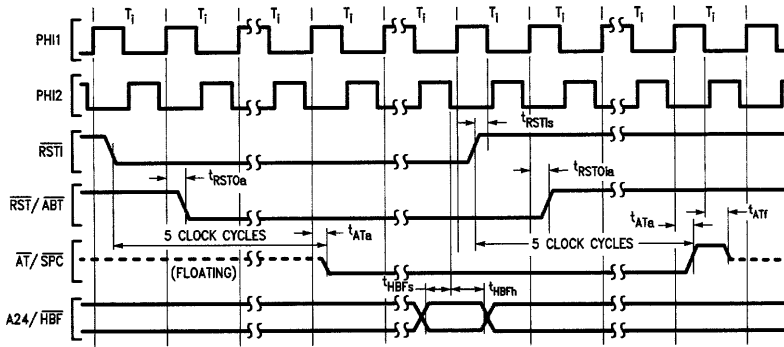 Ti Ti Ti Ti Ti Ti Ti Ti Ti
PHI1
PHI2
tRSTIs
RSTI
tRSTOa
tRSTOia
RST/ABT
tATa
tATa
tATf
5 CLOCK CYCLES
5 CLOCK CYCLES
AT/SPC
(FLOATING)
tHBFs
tHBFh
A24/HBF